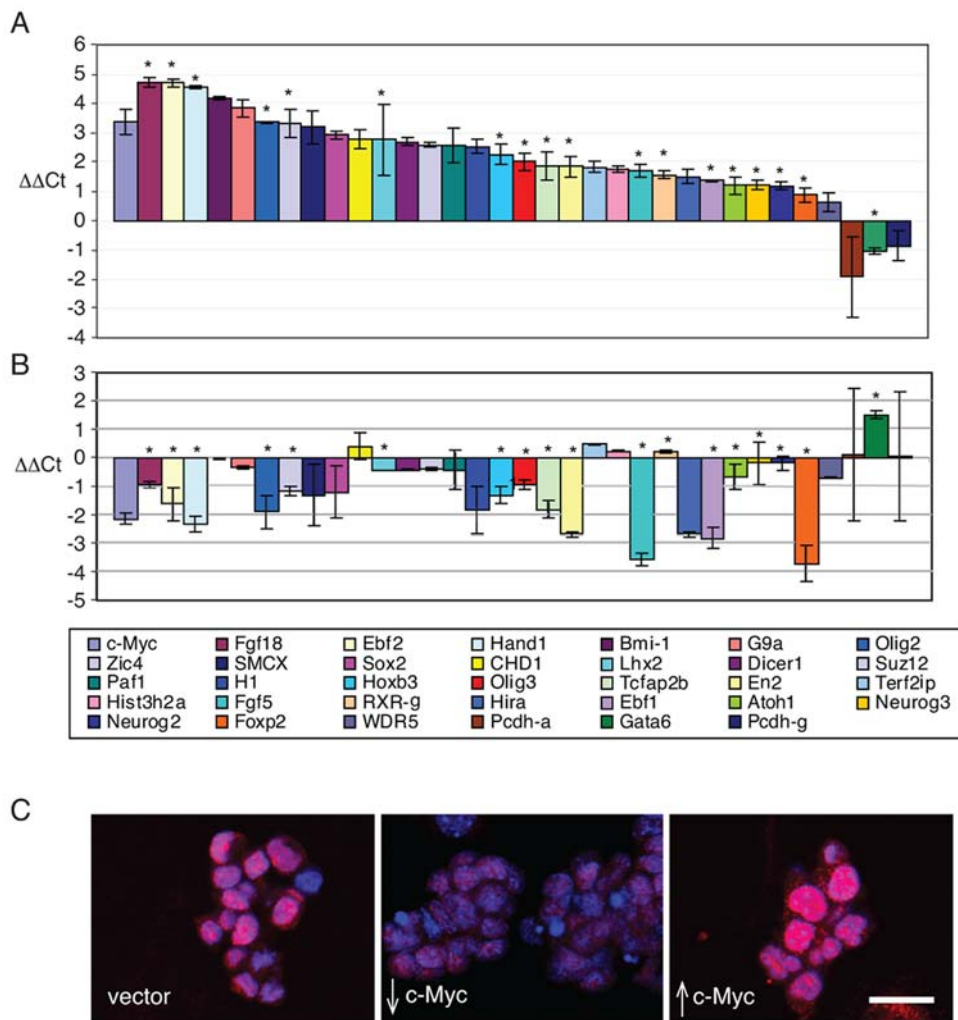 A
6
5
4
3
2
1
0
-1
-2
-3
-4
ΔΔCt
* * * * * * * * * * * * * * * * * *
B
3
2
1
0
-1
-2
-3
-4
-5
ΔΔCt
* * * * * * * * * * * * * * * * * *
c-Myc Fgf18 Ebf2 Hand1 Bmi-1 G9a Olig2
Zic4 SMCX Sox2 CHD1 Lhx2 Dicer1 Suz12
Paf1 H1 Hoxb3 Olig3 Tcfap2b En2 Terf2ip
Hist3h2a Fgf5 RXR-g Hira Ebf1 Atoh1 Neurog3
Neurog2 Foxp2 WDR5 Pcdh-a Gata6 Pcdh-g
C
vector ↓ c-Myc ↑ c-Myc